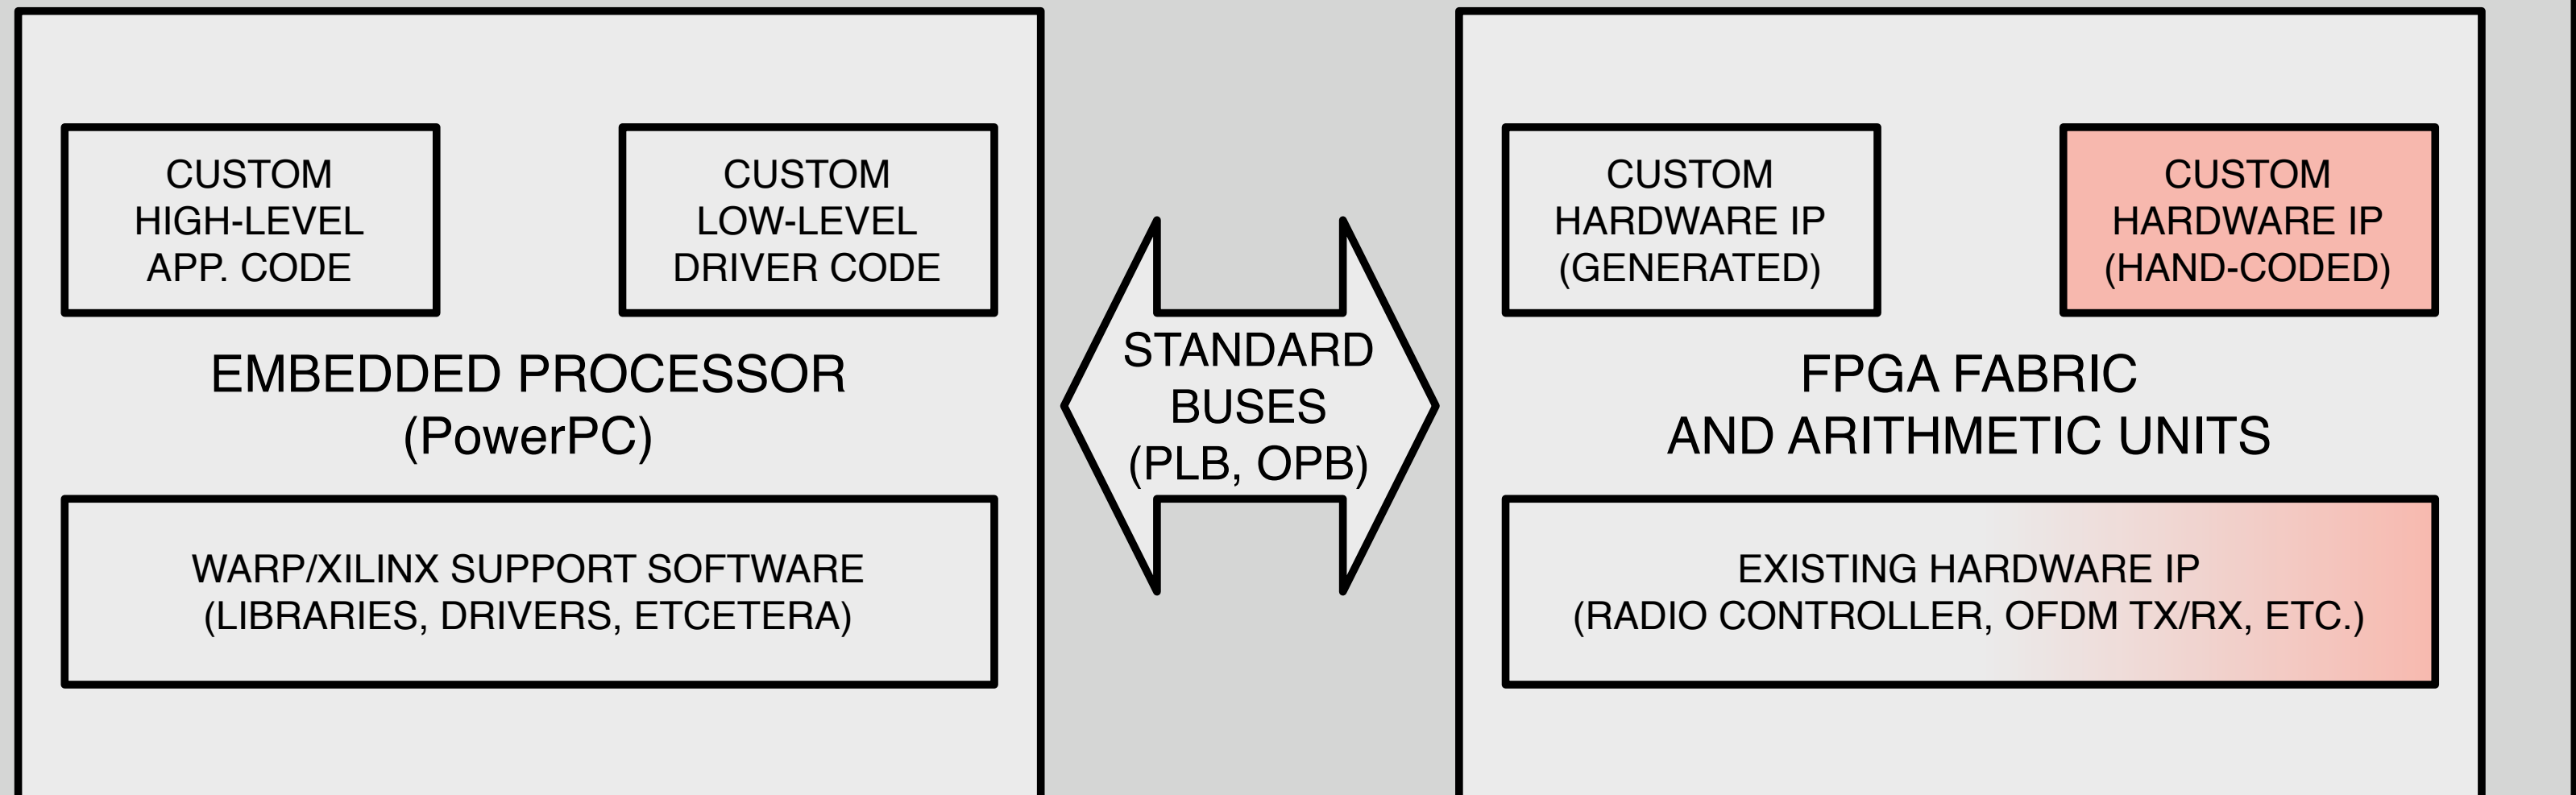 CUSTOM
HIGH-LEVEL
APP. CODE
CUSTOM
LOW-LEVEL
DRIVER CODE
EMBEDDED PROCESSOR
(PowerPC)
WARP/XILINX SUPPORT SOFTWARE
(LIBRARIES, DRIVERS, ETCETERA)
STANDARD
BUSES
(PLB, OPB)
CUSTOM
HARDWARE IP
(GENERATED)
CUSTOM
HARDWARE IP
(HAND-CODED)
FPGA FABRIC
AND ARITHMETIC UNITS
EXISTING HARDWARE IP
(RADIO CONTROLLER, OFDM TX/RX, ETC.)